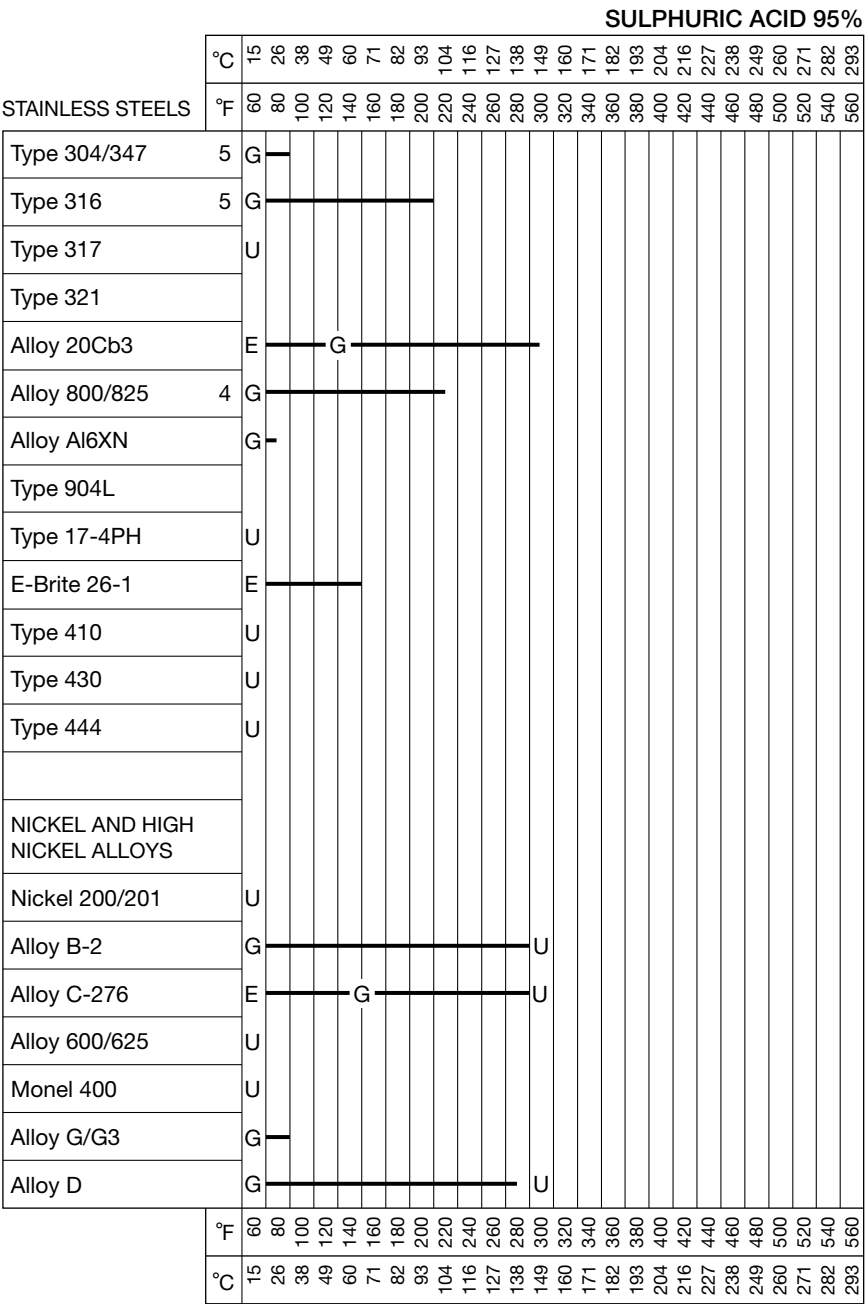 SULPHURIC ACID 95%
°C 15 26 38 49 60 71 82 93 104 116 127 138 149 160 171 182 193 204 216 227 238 249 260 271 282 293
STAINLESS STEELS °F 60 80 100 120 140 160 180 200 220 240 260 280 300 320 340 360 380 400 420 440 460 480 500 520 540 560
Type 304/347 5 G
Type 316 5 G
Type 317 U
Type 321
Alloy 20Cb3 E G
Alloy 800/825 4 G
Alloy Al6XN G
Type 904L
Type 17-4PH U
E-Brite 26-1 E
Type 410 U
Type 430 U
Type 444 U
NICKEL AND HIGH
NICKEL ALLOYS
Nickel 200/201 U
Alloy B-2 G U
Alloy C-276 E G U
Alloy 600/625 U
Monel 400 U
Alloy G/G3 G
Alloy D G U
°F 60 80 100 120 140 160 180 200 220 240 260 280 300 320 340 360 380 400 420 440 460 480 500 520 540 560
°C 15 26 38 49 60 71 82 93 104 116 127 138 149 160 171 182 193 204 216 227 238 249 260 271 282 293